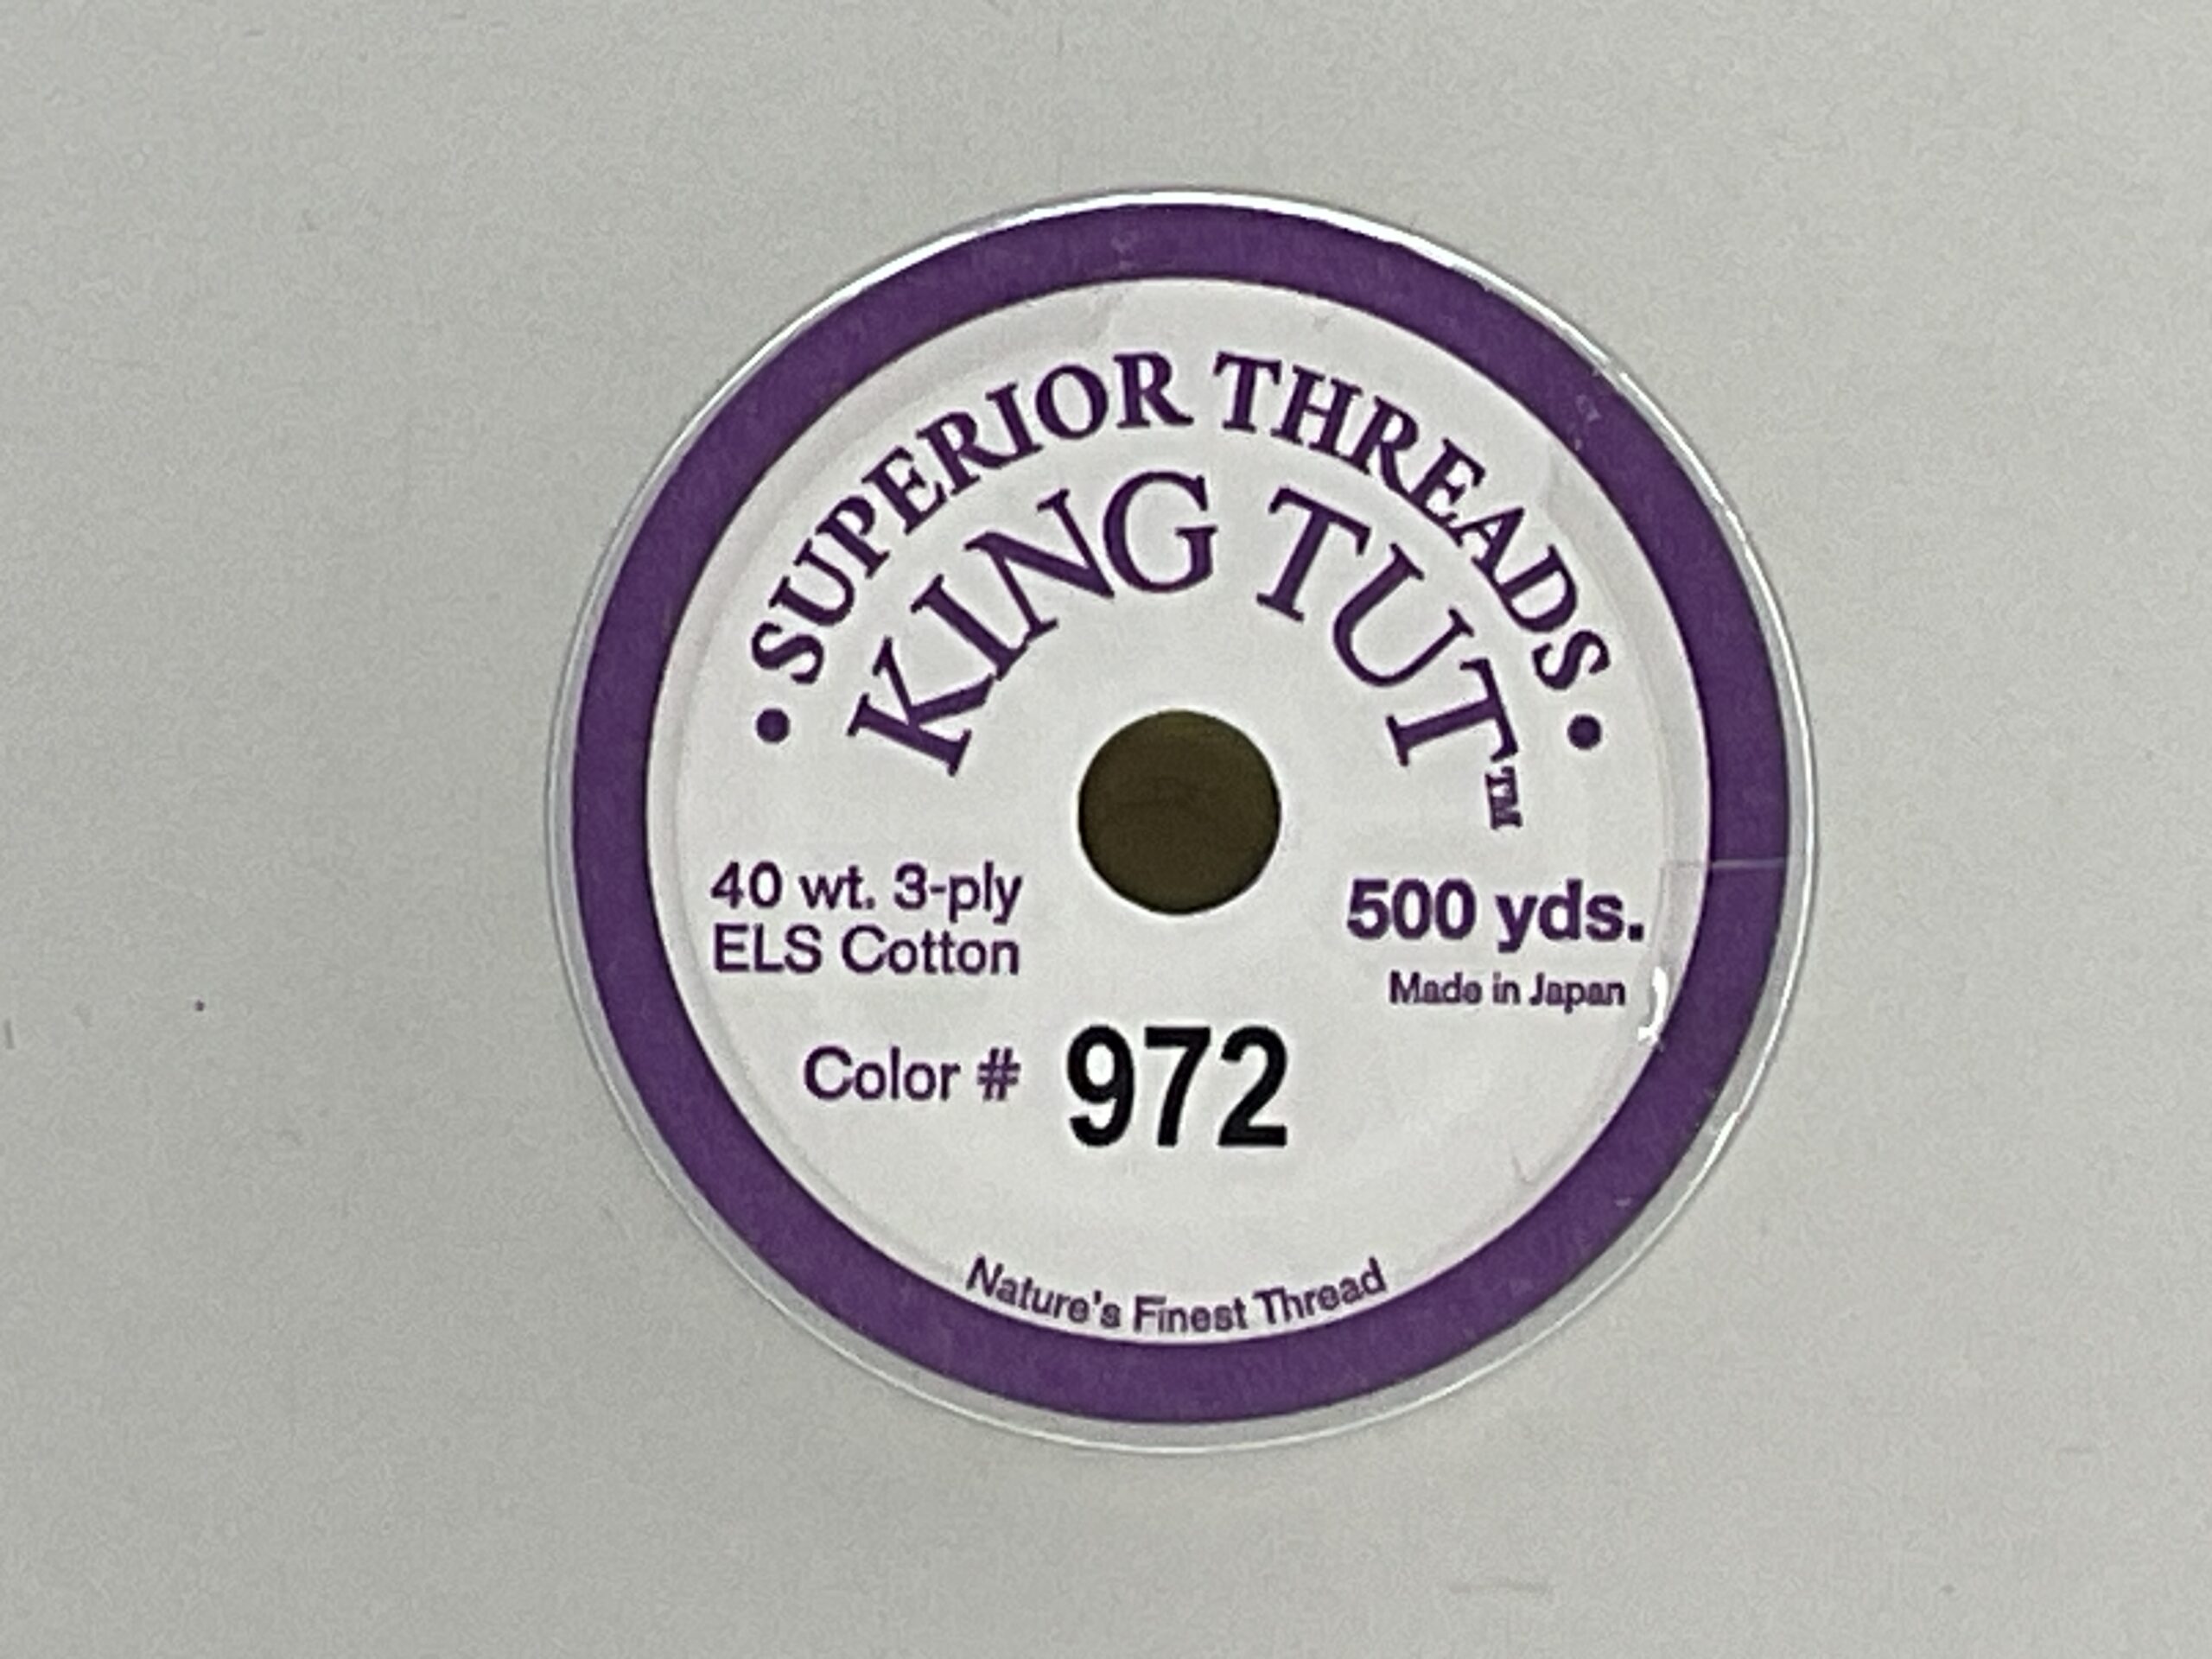 • SUPERIOR THREADS •
KING TUT™
40 wt. 3-ply
ELS Cotton
500 yds.
Made in Japan
Color # 972
Nature's Finest Thread